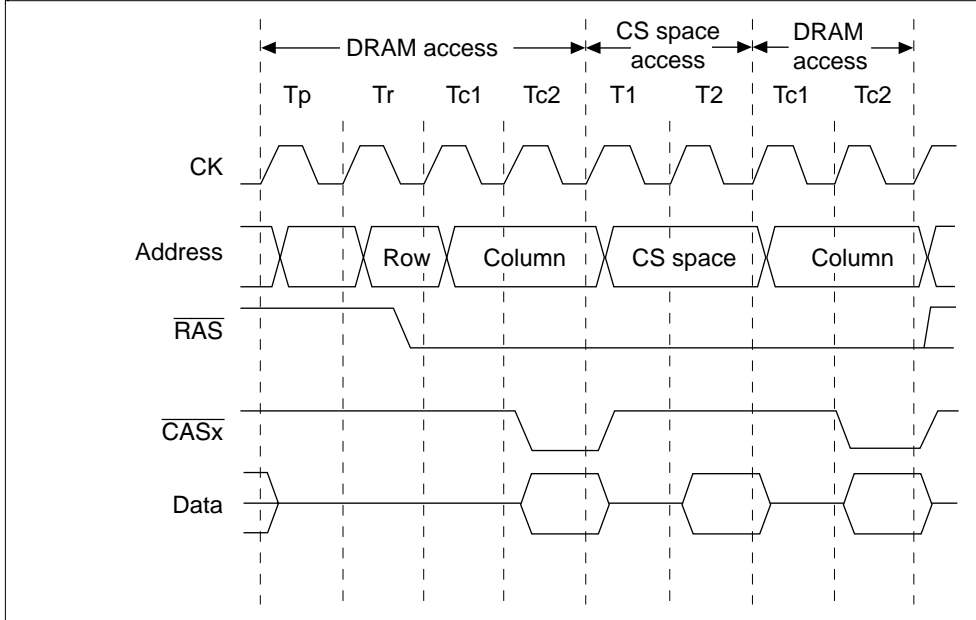 DRAM access
CS space
access
DRAM
access
Tp Tr Tc1 Tc2 T1 T2 Tc1 Tc2
CK
Address
Row Column CS space Column
RAS
CASx
Data